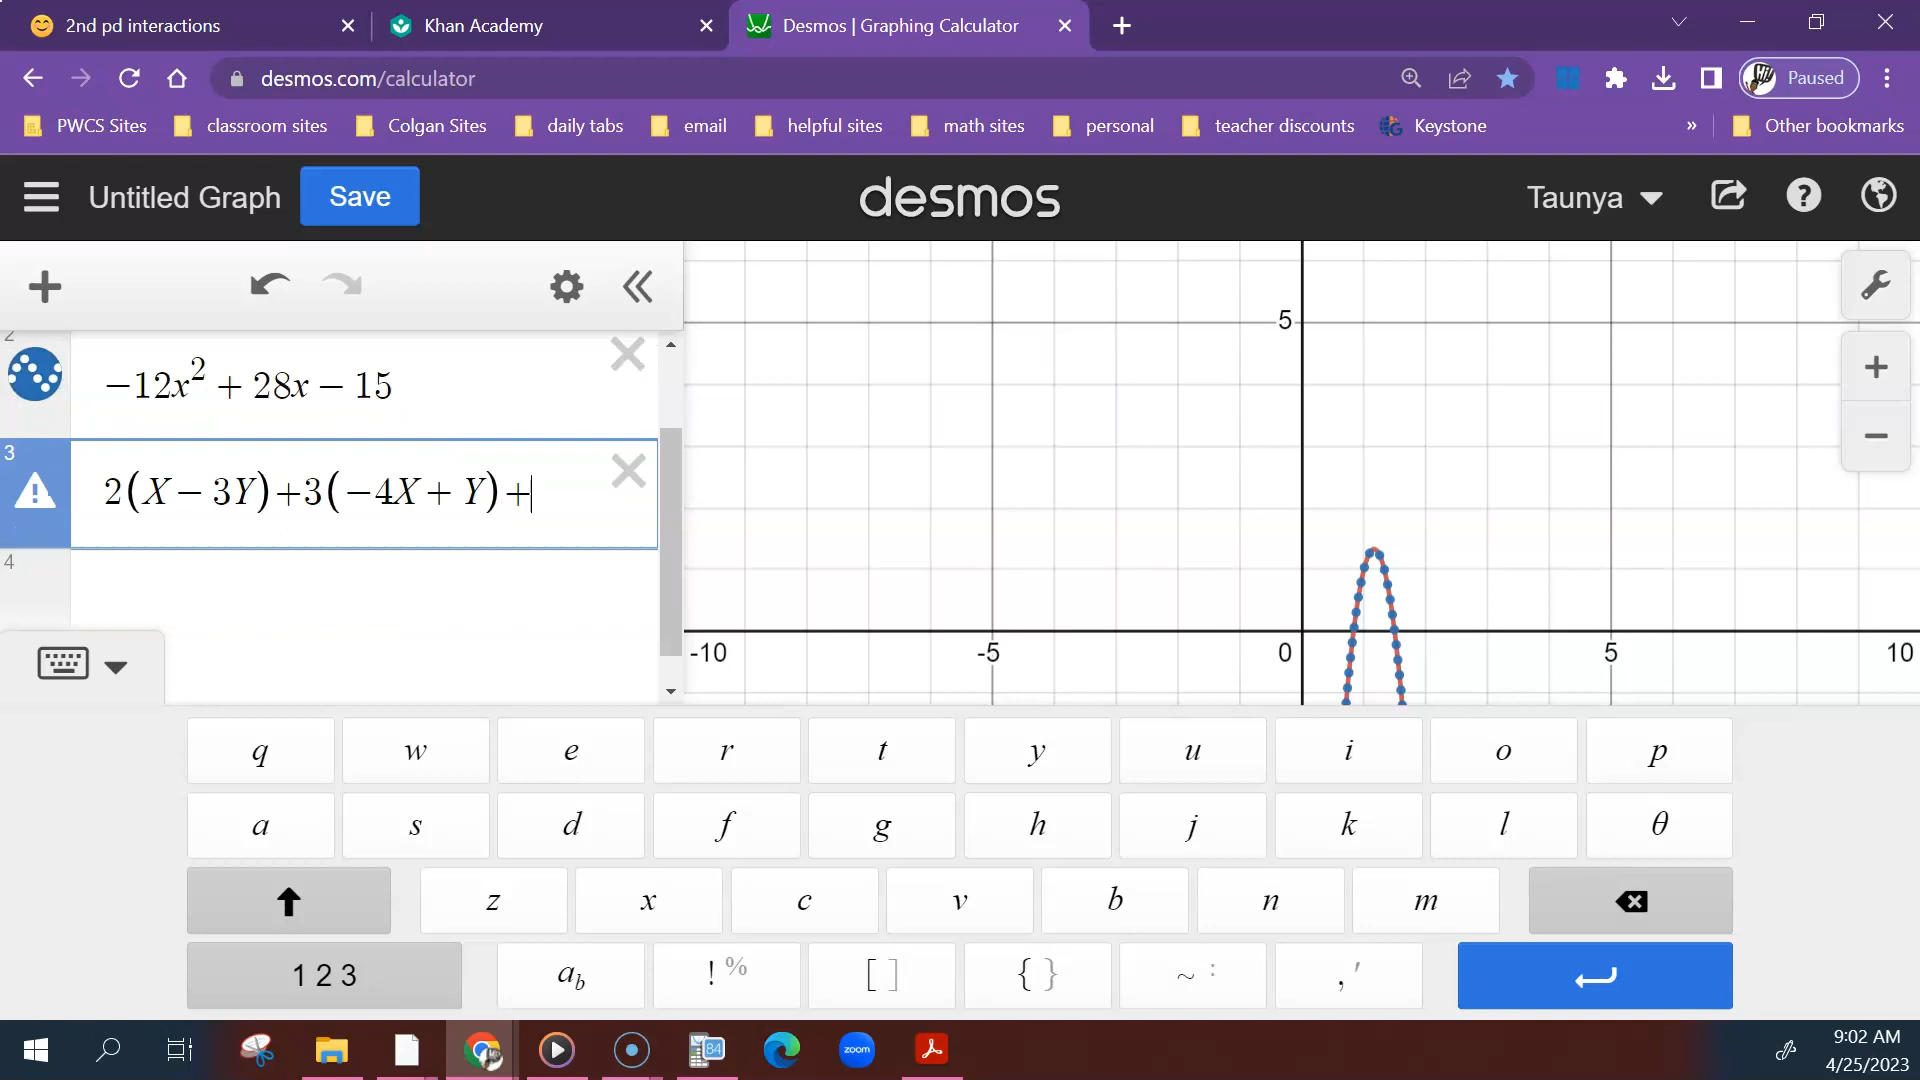 2nd pd interactions
Khan Academy
Desmos | Graphing Calculator
desmos.com/calculator
Paused
PWCS Sites
classroom sites
Colgan Sites
daily tabs
email
helpful sites
math sites
personal
teacher discounts
Keystone
»
Other bookmarks
Untitled Graph
Save
desmos
Taunya
2
−12x² + 28x − 15
3
2(X − 3Y)+3(−4X + Y)+
4
5
-10 -5 0 5 10
q w e r t y u i o p
a s d f g h j k l θ
z x c v b n m
1 2 3 a_b ! % [ ] { } ~ : , '
84
zoom
9:02 AM
4/25/2023